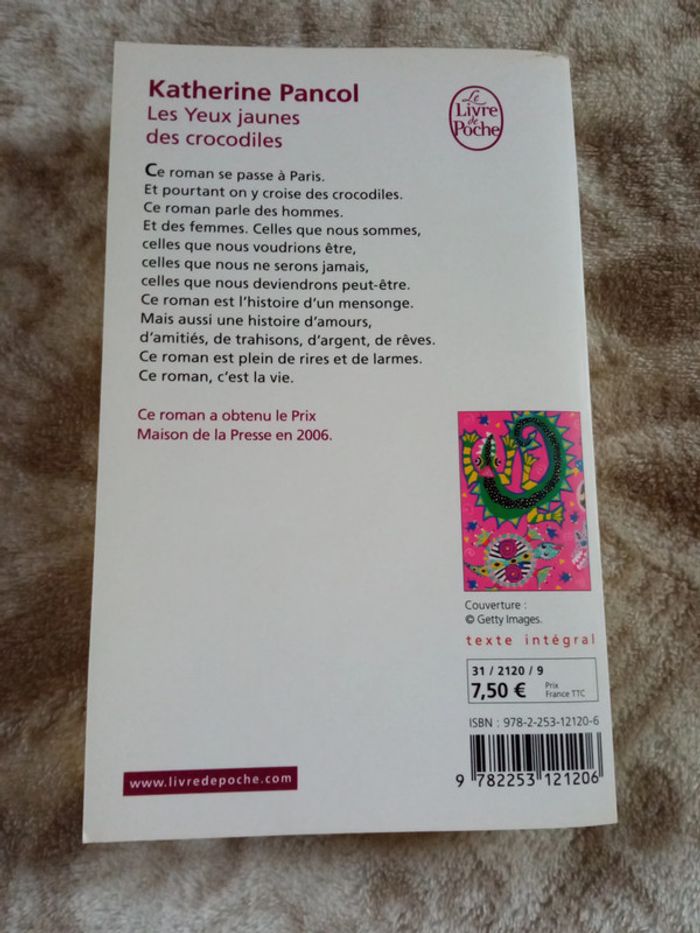 Katherine Pancol
Les Yeux jaunes
des crocodiles
Le
Livre
de
Poche
Ce roman se passe à Paris.
Et pourtant on y croise des crocodiles.
Ce roman parle des hommes.
Et des femmes. Celles que nous sommes,
celles que nous voudrions être,
celles que nous ne serons jamais,
celles que nous deviendrons peut-être.
Ce roman est l'histoire d'un mensonge.
Mais aussi une histoire d'amours,
d'amitiés, de trahisons, d'argent, de rêves.
Ce roman est plein de rires et de larmes.
Ce roman, c'est la vie.
Ce roman a obtenu le Prix
Maison de la Presse en 2006.
Couverture :
© Getty Images.
texte intégral
31 / 2120 / 9
7,50 € Prix
France TTC
ISBN : 978-2-253-12120-6
9 782253 121206
www.livredepoche.com